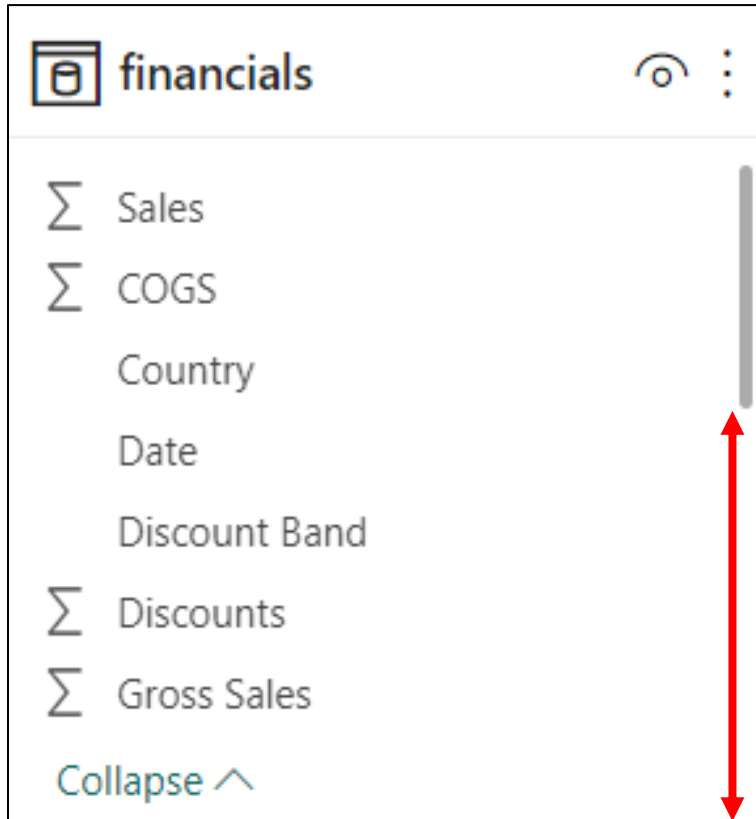 financials
Sales
COGS
Country
Date
Discount Band
Discounts
Gross Sales
Collapse